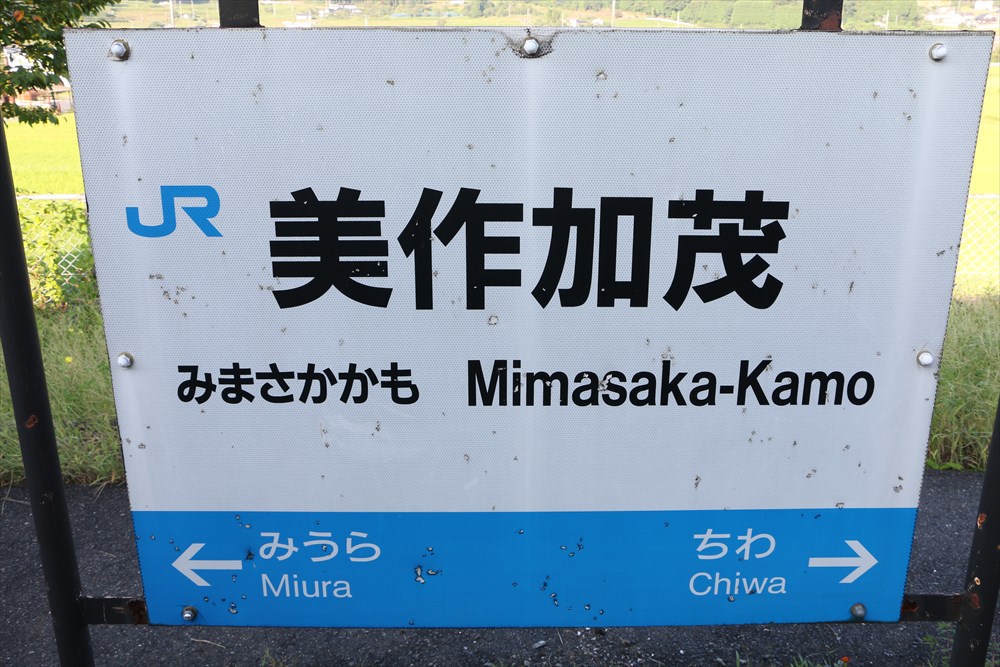 JR 美作加茂
みまさかかも Mimasaka-Kamo
← みうら ちわ →
Miura Chiwa